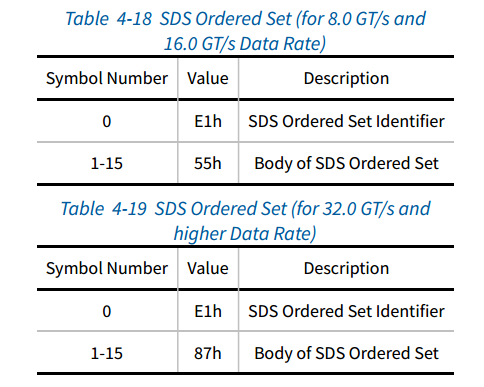 Table 4-18 SDS Ordered Set (for 8.0 GT/s and
16.0 GT/s Data Rate)
Symbol Number Value Description
0 E1h SDS Ordered Set Identifier
1-15 55h Body of SDS Ordered Set
Table 4-19 SDS Ordered Set (for 32.0 GT/s and
higher Data Rate)
Symbol Number Value Description
0 E1h SDS Ordered Set Identifier
1-15 87h Body of SDS Ordered Set